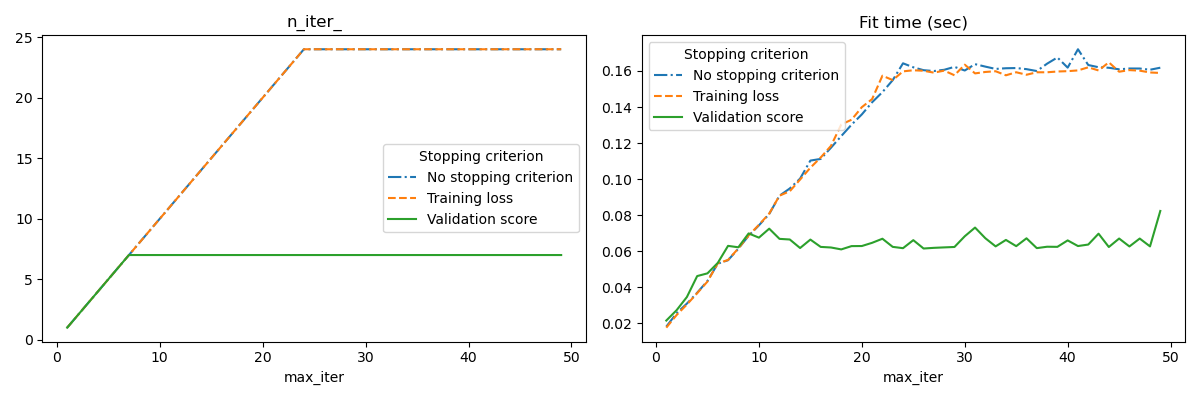 n_iter_
25
20
15
10
5
0
Stopping criterion
No stopping criterion
Training loss
Validation score
0 10 20 30 40 50
max_iter
Fit time (sec)
0.16
0.14
0.12
0.10
0.08
0.06
0.04
0.02
Stopping criterion
No stopping criterion
Training loss
Validation score
0 10 20 30 40 50
max_iter